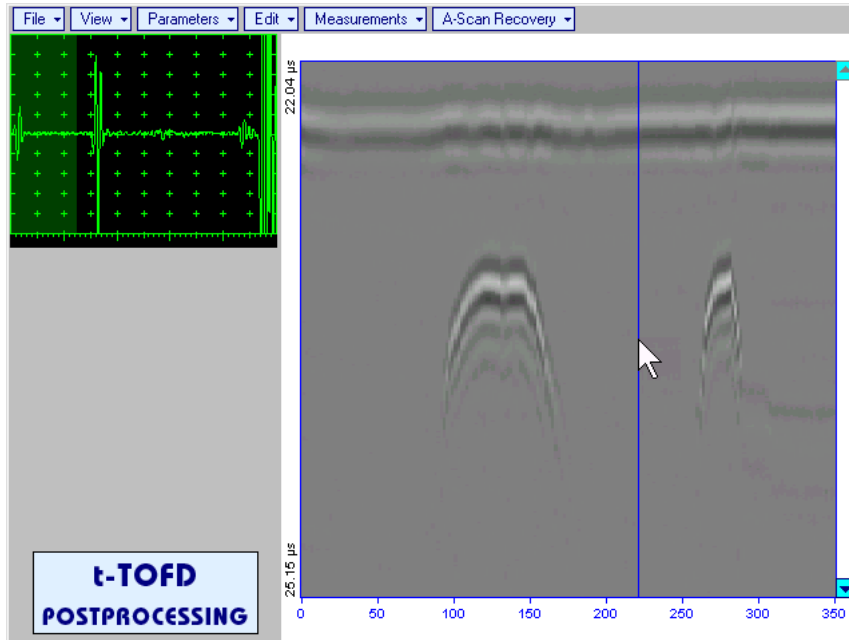 File View Parameters Edit Measurements A-Scan Recovery
22.04 µs
25.15 µs
0 50 100 150 200 250 300 350
t-TOFD
POSTPROCESSING